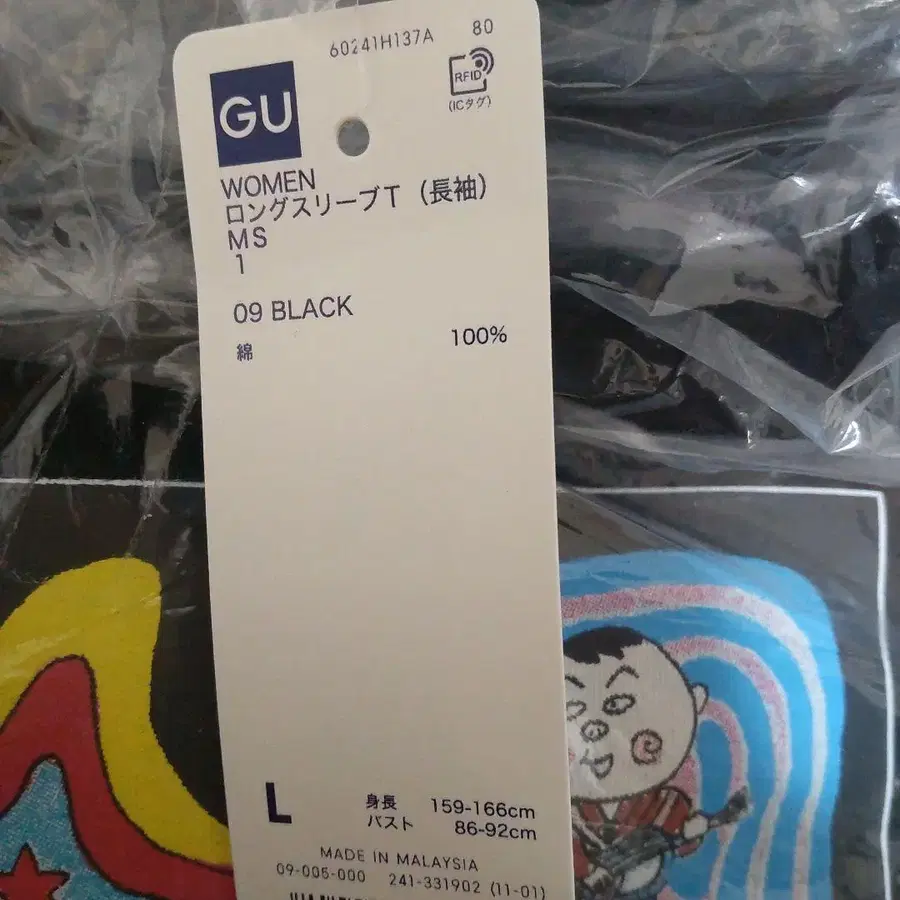 60241H137A 80
GU
RFID
(ICタグ)
WOMEN
ロングスリーブT（長袖）
MS
1
09 BLACK
綿 100%
L
身長 159-166cm
バスト 86-92cm
MADE IN MALAYSIA
09-005-000 241-331902 (11-01)